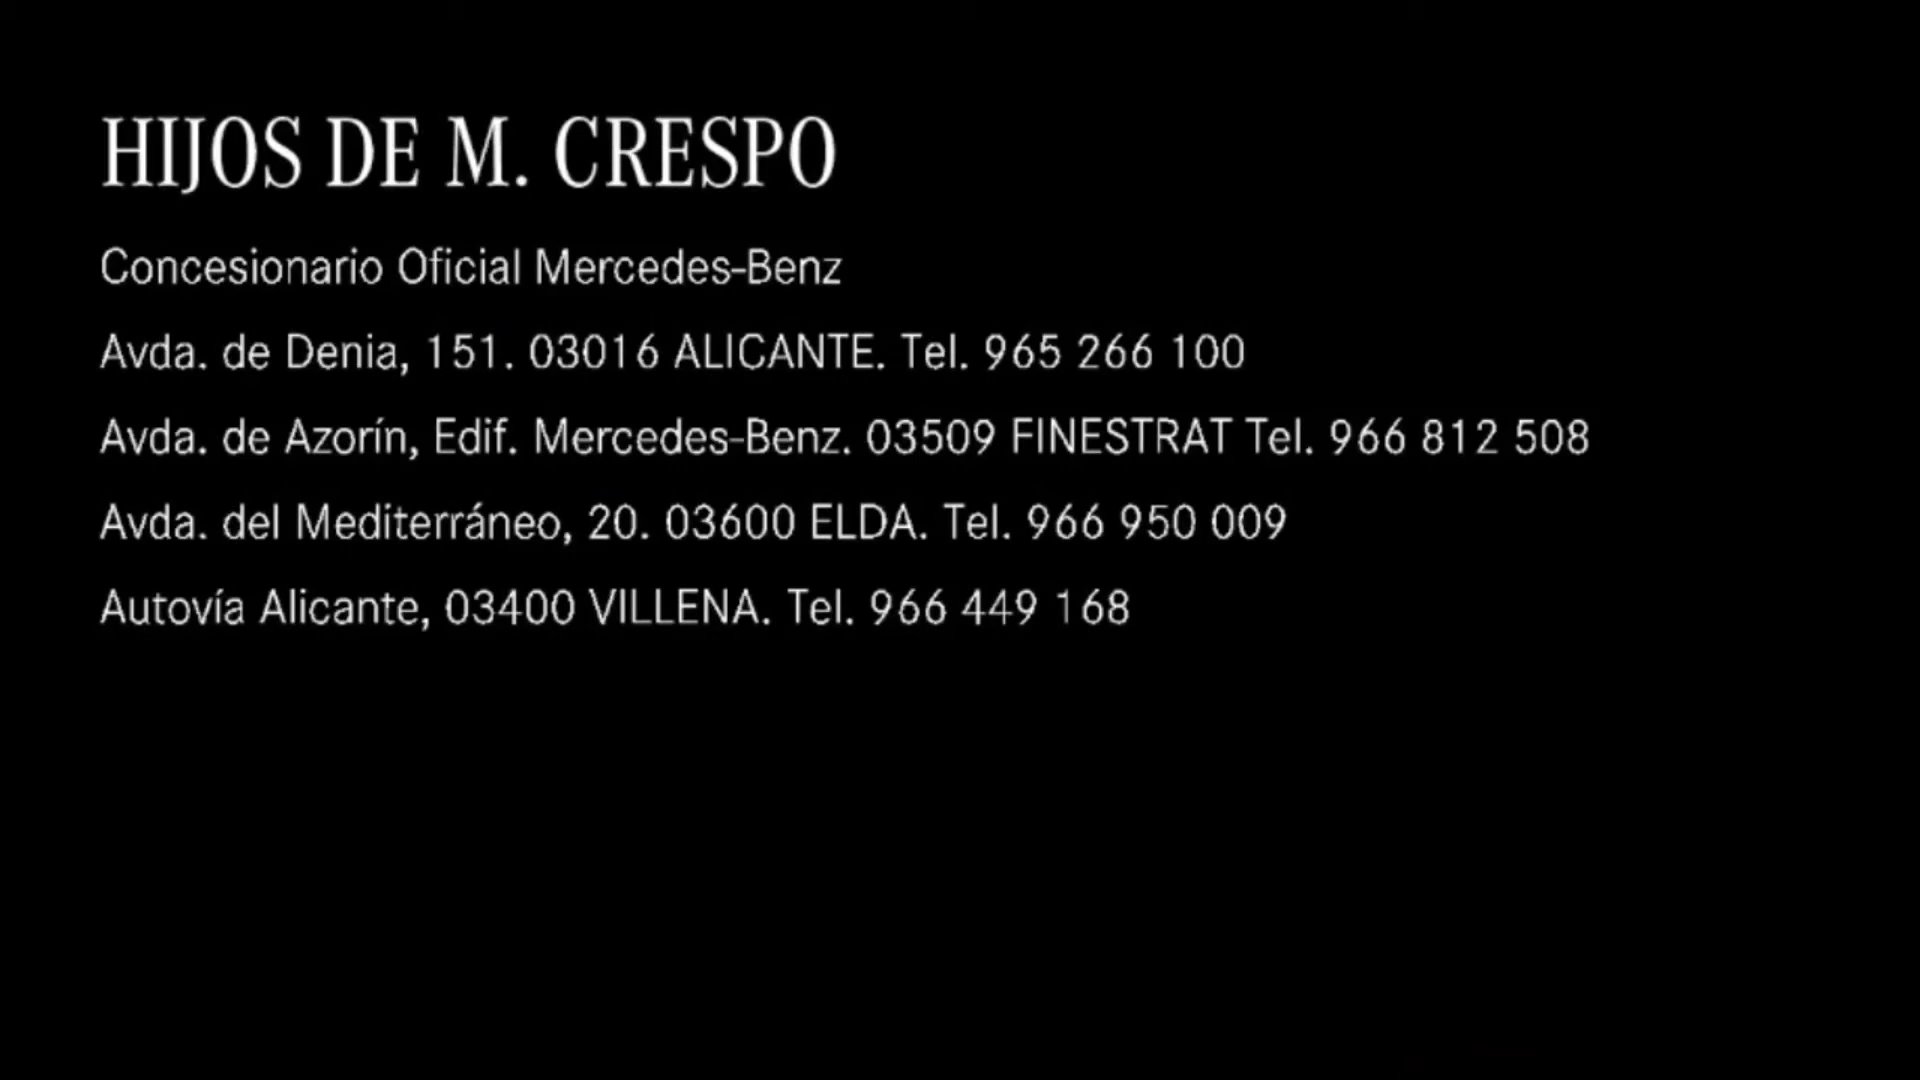 HIJOS DE M. CRESPO
Concesionario Oficial Mercedes-Benz
Avda. de Denia, 151. 03016 ALICANTE. Tel. 965 266 100
Avda. de Azorín, Edif. Mercedes-Benz. 03509 FINESTRAT Tel. 966 812 508
Avda. del Mediterráneo, 20. 03600 ELDA. Tel. 966 950 009
Autovía Alicante, 03400 VILLENA. Tel. 966 449 168